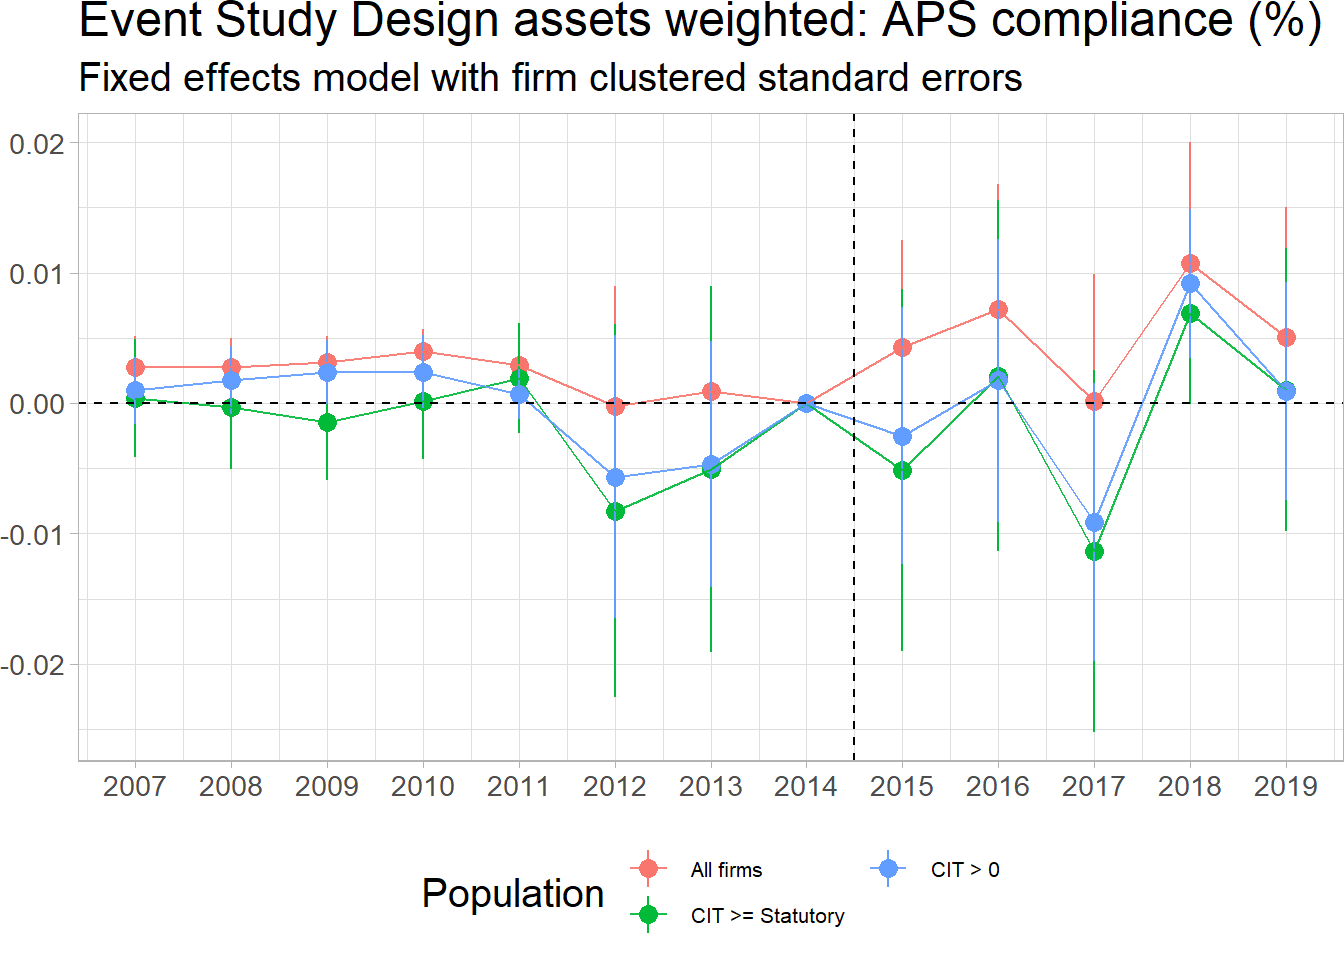 Event Study Design assets weighted: APS compliance (%)
Fixed effects model with firm clustered standard errors
0.02
0.01
0.00
-0.01
-0.02
2007 2008 2009 2010 2011 2012 2013 2014 2015 2016 2017 2018 2019
Population
All firms
CIT >= Statutory
CIT > 0